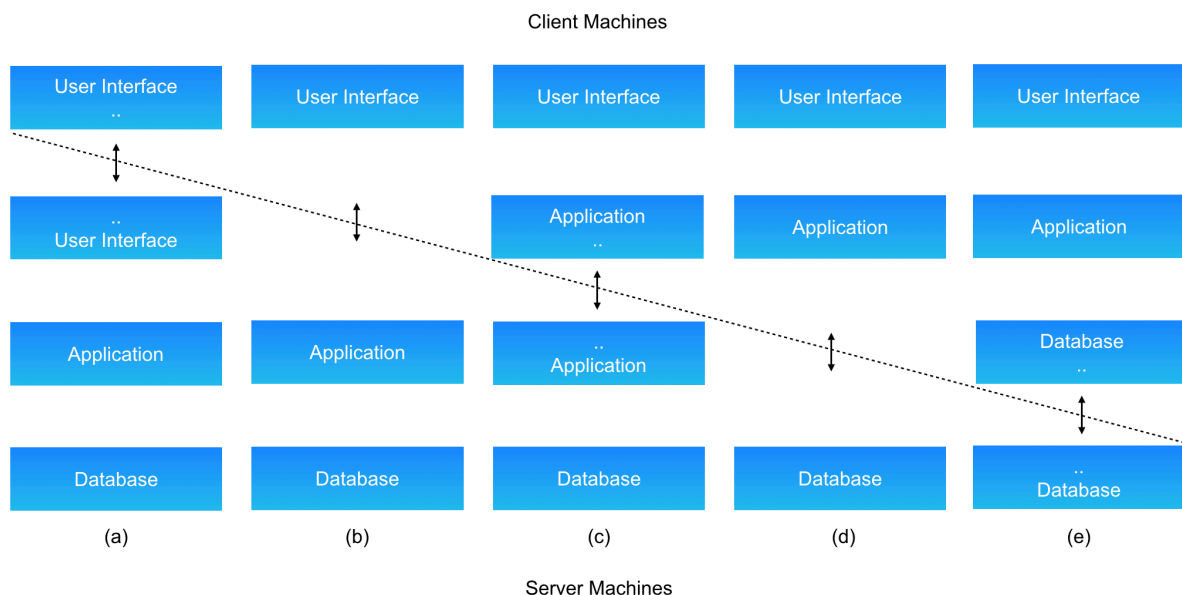 Client Machines
User Interface
..
User Interface
User Interface
User Interface
User Interface
..
User Interface
Application
..
Application
Application
Application
Application
..
Application
Database
..
Database
Database
Database
Database
..
Database
(a)
(b)
(c)
(d)
(e)
Server Machines